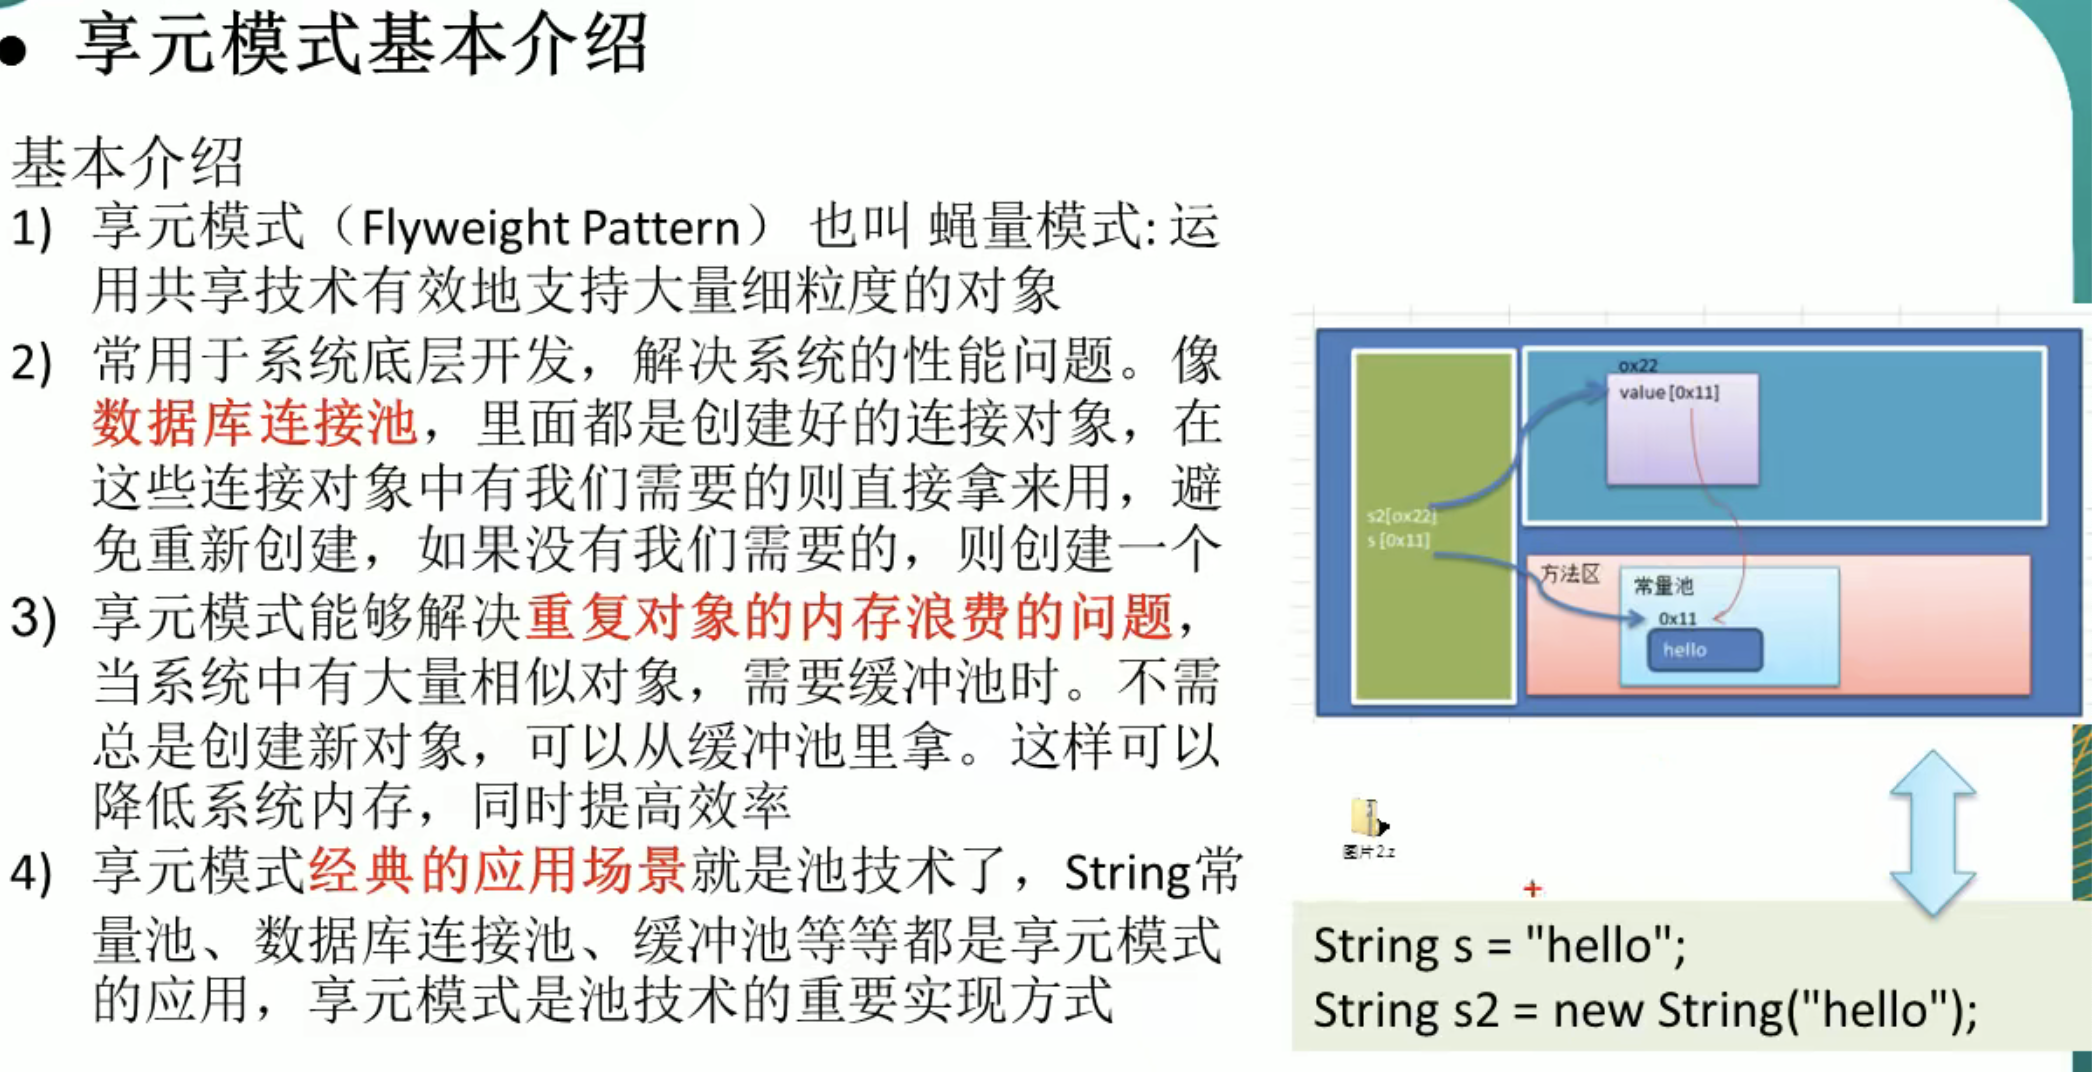 ● 享元模式基本介绍
基本介绍
1) 享元模式（Flyweight Pattern） 也叫 蝇量模式: 运
用共享技术有效地支持大量细粒度的对象
2) 常用于系统底层开发，解决系统的性能问题。像
数据库连接池，里面都是创建好的连接对象，在
这些连接对象中有我们需要的则直接拿来用，避
免重新创建，如果没有我们需要的，则创建一个
3) 享元模式能够解决重复对象的内存浪费的问题，
当系统中有大量相似对象，需要缓冲池时。不需
总是创建新对象，可以从缓冲池里拿。这样可以
降低系统内存，同时提高效率
4) 享元模式经典的应用场景就是池技术了，String常
量池、数据库连接池、缓冲池等等都是享元模式
的应用，享元模式是池技术的重要实现方式
ox22
value [0x11]
s2[ox22]
s [0x11]
方法区
常量池
0x11
hello
图片2.z
String s = "hello";
String s2 = new String("hello");